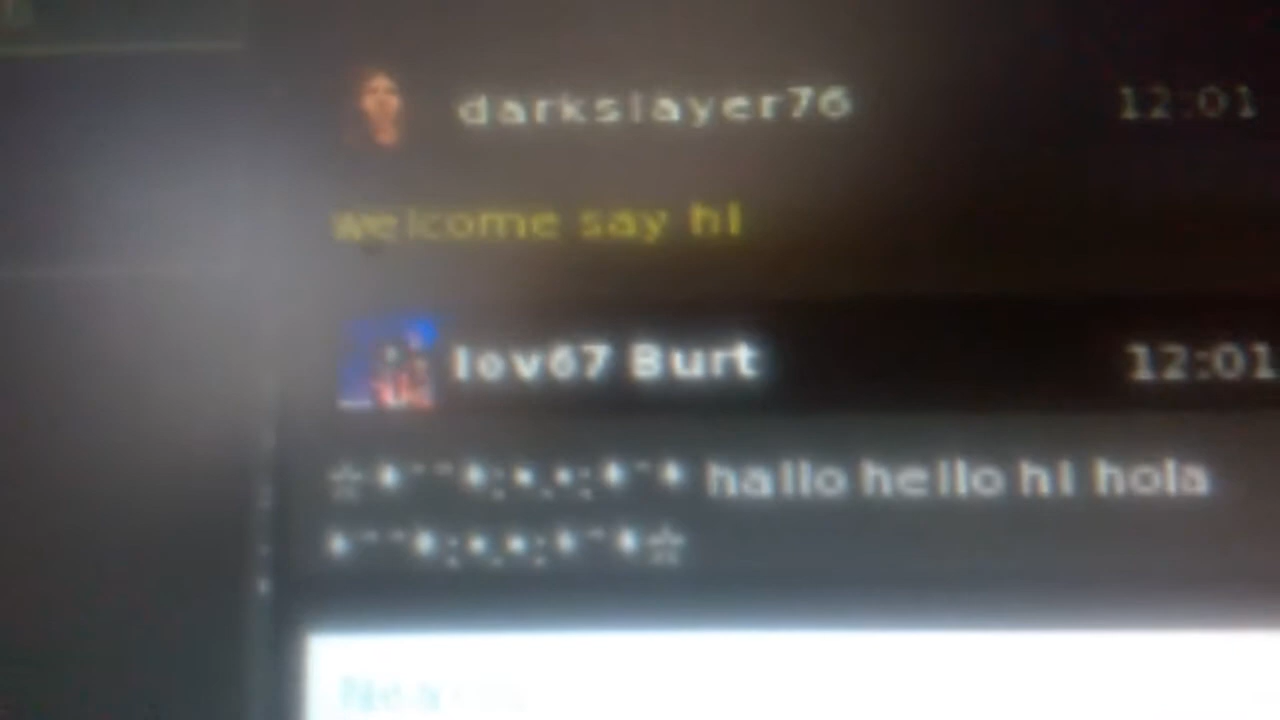 darkslayer76 12:01
welcome say hi
lov67 Burt 12:01
☆*¯¯*:•.•:*¯* hallo hello hi hola
*¯¯*:•.•:*¯*☆